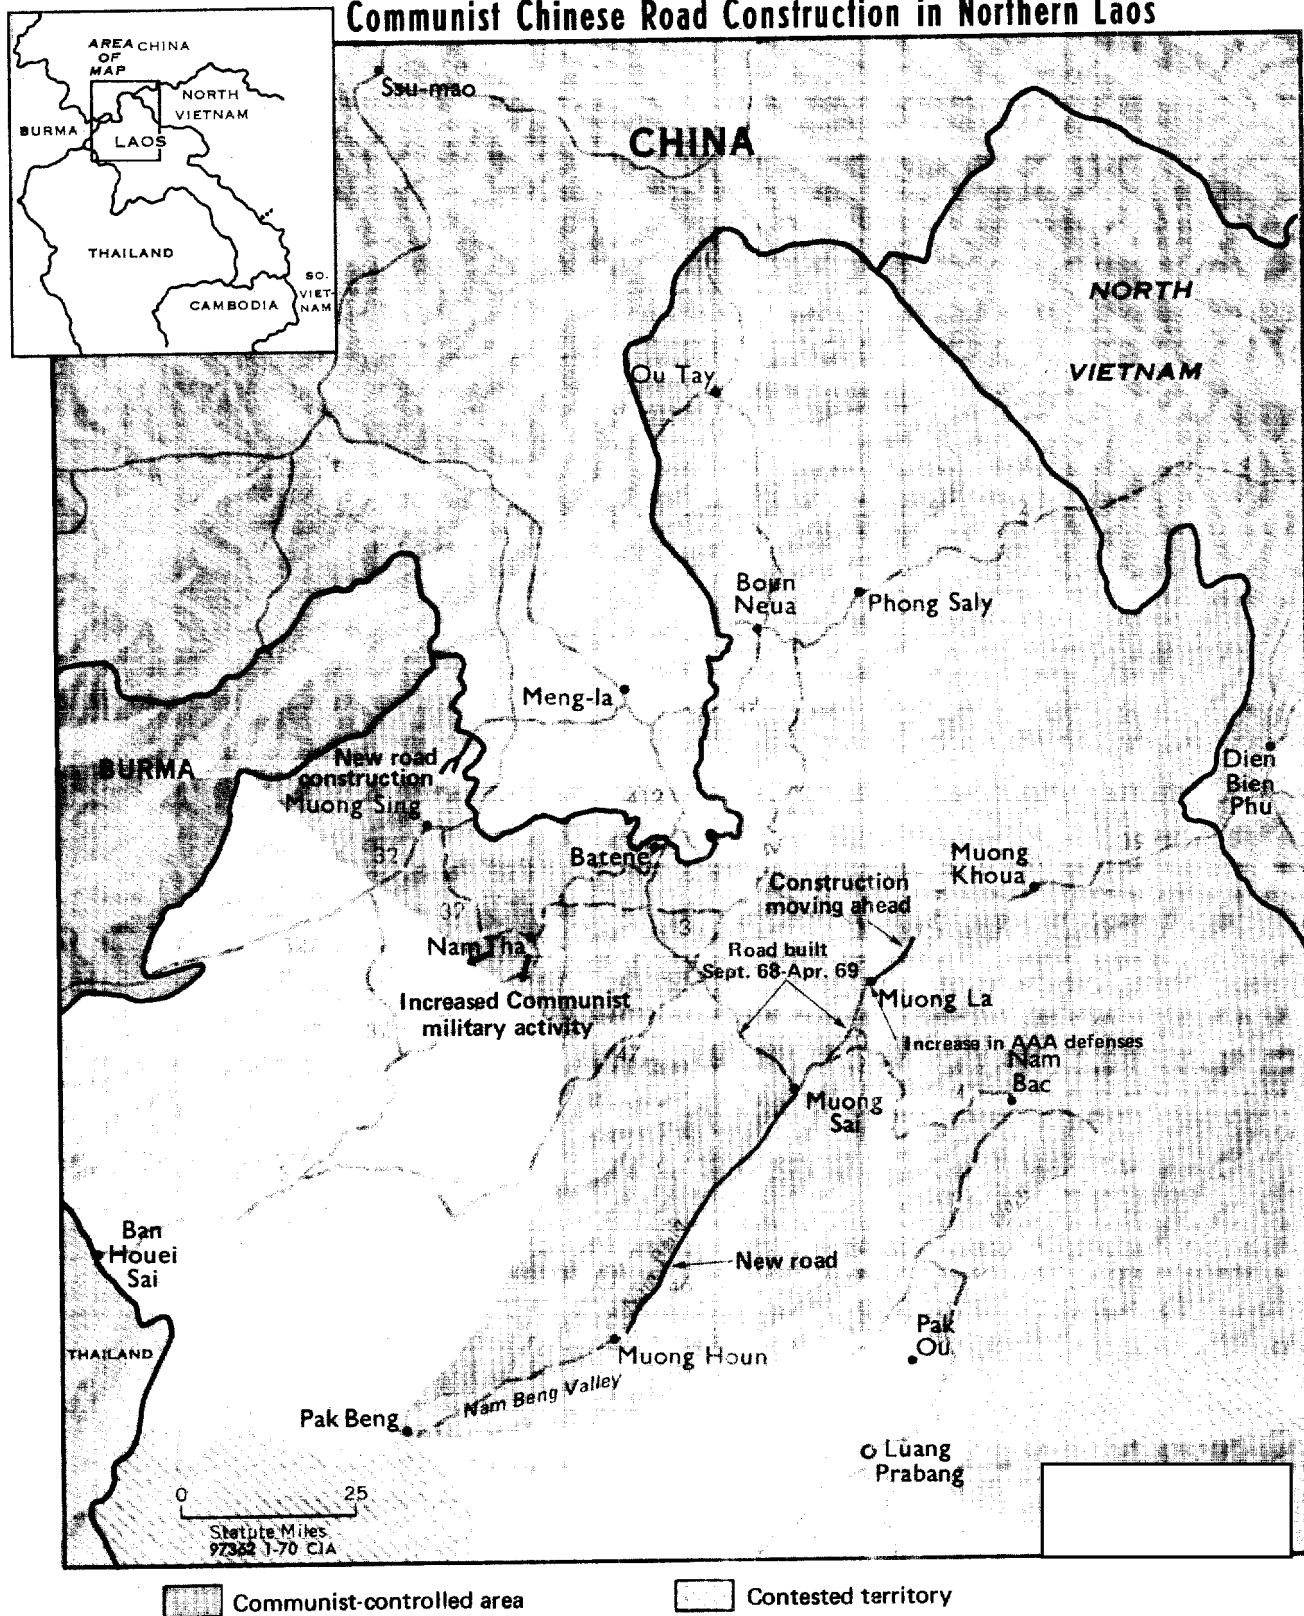 Communist Chinese Road Construction in Northern Laos
AREA
OF
MAP
CHINA
NORTH
VIETNAM
BURMA
LAOS
THAILAND
CAMBODIA
SO.
VIET-
NAM
Ssu-mao
CHINA
NORTH
VIETNAM
Ou Tay
Boun
Neua
Phong Saly
Meng-la
BURMA
New road
construction
Muong Sing
Dien
Bien
Phu
32
Batene
Muong
Khoua
Construction
moving ahead
37
3
Nam Tha
Road built
Sept. 68-Apr. 69
Increased Communist
military activity
Muong La
Increase in AAA defenses
Nam
Bac
47
Muong
Sai
Ban
Houei
Sai
New road
THAILAND
Muong Houn
Pak
Ou
Nam Beng Valley
Pak Beng
Luang
Prabang
0 25
Statute Miles
97362 1-70 CIA
Communist-controlled area
Contested territory